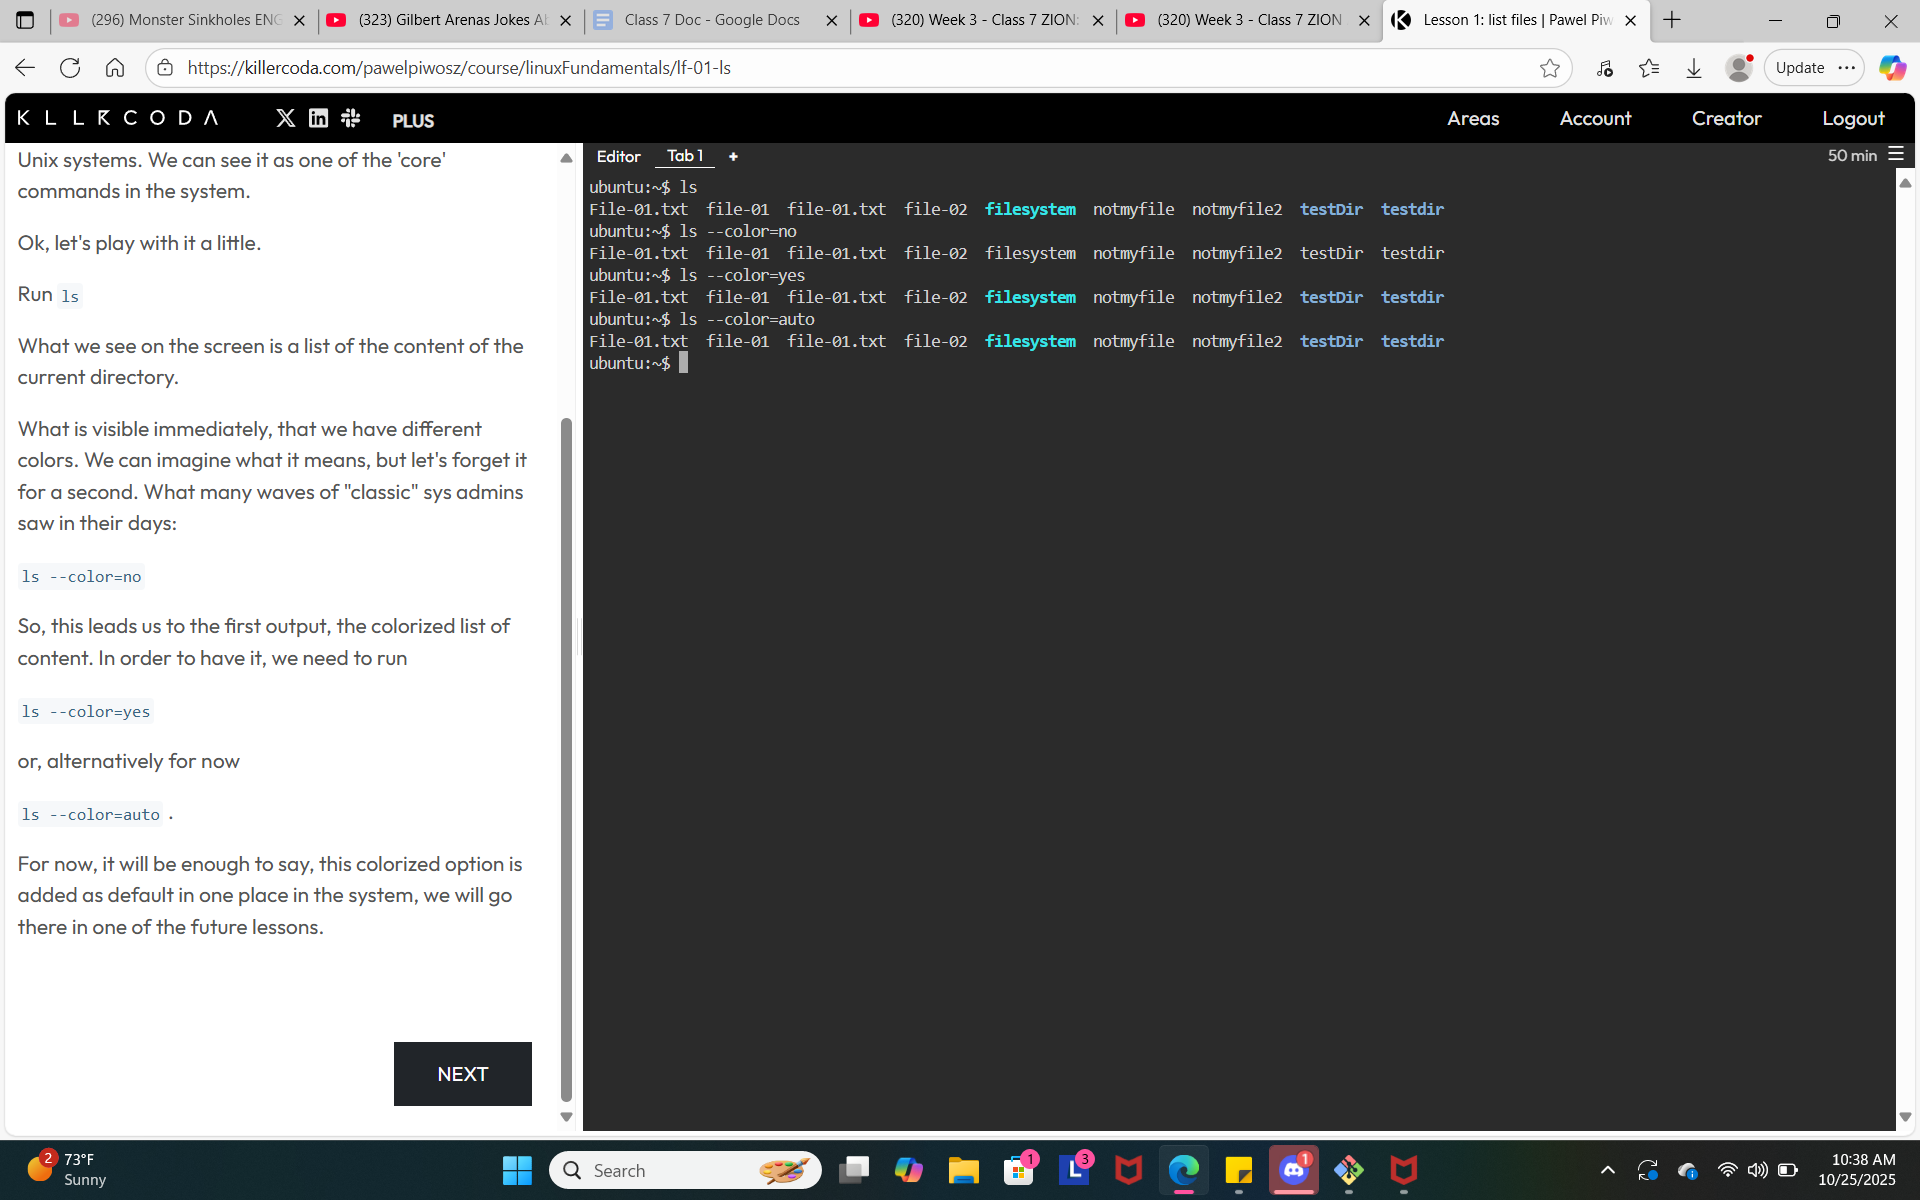 (296) Monster Sinkholes ENG
(323) Gilbert Arenas Jokes Ab
Class 7 Doc - Google Docs
(320) Week 3 - Class 7 ZION:
(320) Week 3 - Class 7 ZION
Lesson 1: list files | Pawel Piw
https://killercoda.com/pawelpiwosz/course/linuxFundamentals/lf-01-ls
Update
PLUS
Areas
Account
Creator
Logout
Unix systems. We can see it as one of the 'core'
commands in the system.
Ok, let's play with it a little.
Run ls
What we see on the screen is a list of the content of the
current directory.
What is visible immediately, that we have different
colors. We can imagine what it means, but let's forget it
for a second. What many waves of "classic" sys admins
saw in their days:
ls --color=no
So, this leads us to the first output, the colorized list of
content. In order to have it, we need to run
ls --color=yes
or, alternatively for now
ls --color=auto .
For now, it will be enough to say, this colorized option is
added as default in one place in the system, we will go
there in one of the future lessons.
NEXT
Editor Tab 1 +
50 min
ubuntu:~$ ls
File-01.txt file-01 file-01.txt file-02 filesystem notmyfile notmyfile2 testDir testdir
ubuntu:~$ ls --color=no
File-01.txt file-01 file-01.txt file-02 filesystem notmyfile notmyfile2 testDir testdir
ubuntu:~$ ls --color=yes
File-01.txt file-01 file-01.txt file-02 filesystem notmyfile notmyfile2 testDir testdir
ubuntu:~$ ls --color=auto
File-01.txt file-01 file-01.txt file-02 filesystem notmyfile notmyfile2 testDir testdir
ubuntu:~$
2
73°F
Sunny
Search
1
3
1
10:38 AM
10/25/2025